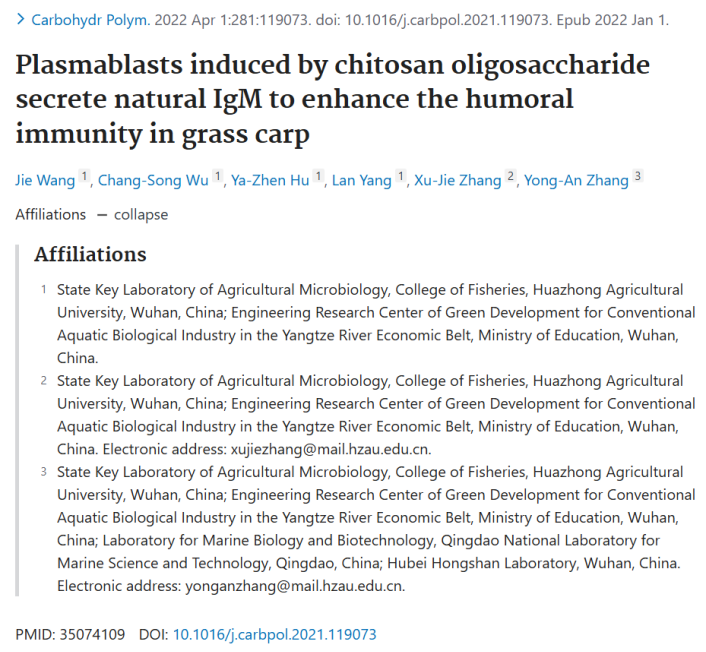 > Carbohydr Polym. 2022 Apr 1:281:119073. doi: 10.1016/j.carbpol.2021.119073. Epub 2022 Jan 1.
Plasmablasts induced by chitosan oligosaccharide
secrete natural IgM to enhance the humoral
immunity in grass carp
Jie Wang 1, Chang-Song Wu 1, Ya-Zhen Hu 1, Lan Yang 1, Xu-Jie Zhang 2, Yong-An Zhang 3
Affiliations — collapse
Affiliations
1 State Key Laboratory of Agricultural Microbiology, College of Fisheries, Huazhong Agricultural
University, Wuhan, China; Engineering Research Center of Green Development for Conventional
Aquatic Biological Industry in the Yangtze River Economic Belt, Ministry of Education, Wuhan,
China.
2 State Key Laboratory of Agricultural Microbiology, College of Fisheries, Huazhong Agricultural
University, Wuhan, China; Engineering Research Center of Green Development for Conventional
Aquatic Biological Industry in the Yangtze River Economic Belt, Ministry of Education, Wuhan,
China. Electronic address: xujiezhang@mail.hzau.edu.cn.
3 State Key Laboratory of Agricultural Microbiology, College of Fisheries, Huazhong Agricultural
University, Wuhan, China; Engineering Research Center of Green Development for Conventional
Aquatic Biological Industry in the Yangtze River Economic Belt, Ministry of Education, Wuhan,
China; Laboratory for Marine Biology and Biotechnology, Qingdao National Laboratory for
Marine Science and Technology, Qingdao, China; Hubei Hongshan Laboratory, Wuhan, China.
Electronic address: yonganzhang@mail.hzau.edu.cn.
PMID: 35074109 DOI: 10.1016/j.carbpol.2021.119073